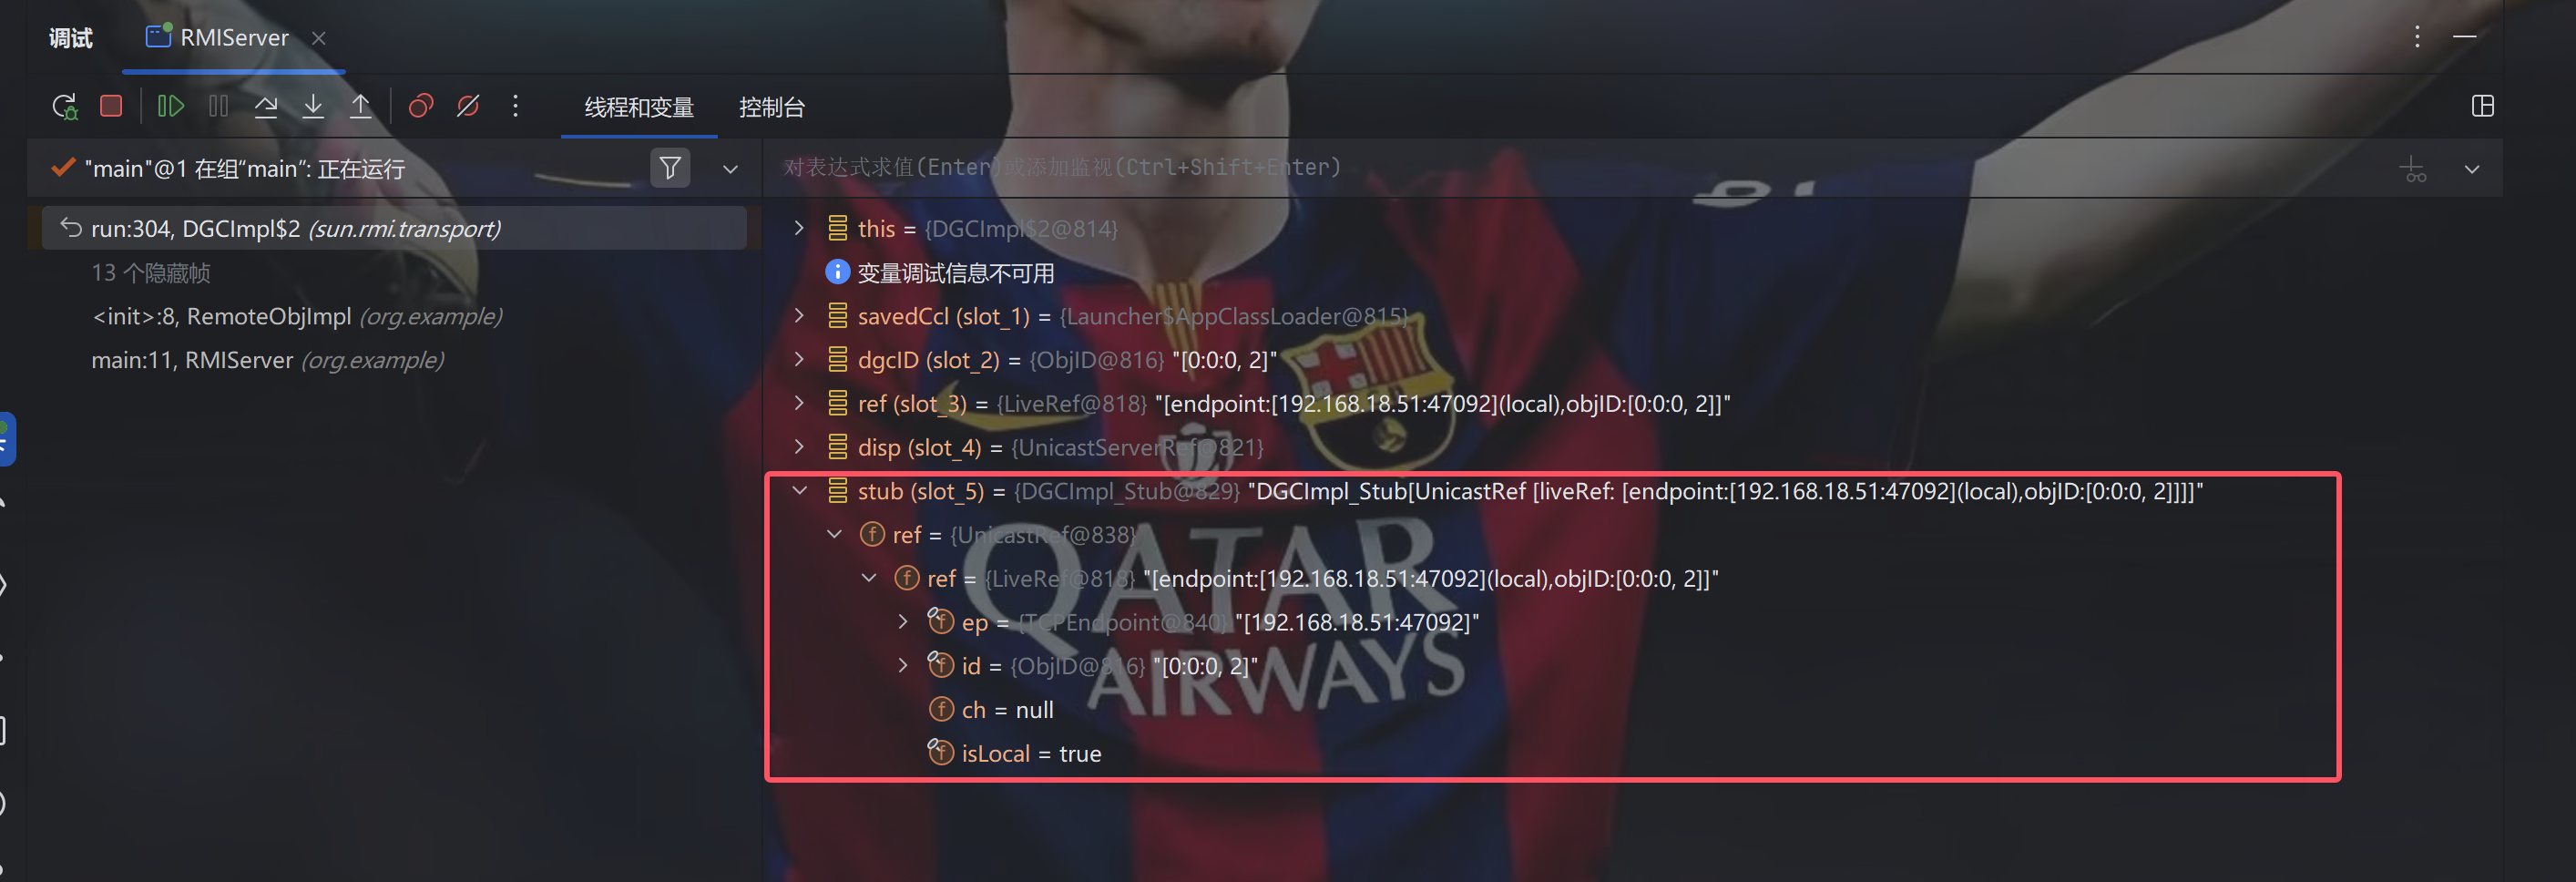 调试 RMIServer
线程和变量 控制台
"main"@1 在组“main”: 正在运行
对表达式求值(Enter)或添加监视(Ctrl+Shift+Enter)
run:304, DGCImpl$2 (sun.rmi.transport)
13 个隐藏帧
<init>:8, RemoteObjImpl (org.example)
main:11, RMIServer (org.example)
this = {DGCImpl$2@814}
变量调试信息不可用
savedCcl (slot_1) = {Launcher$AppClassLoader@815}
dgcID (slot_2) = {ObjID@816} "[0:0:0, 2]"
ref (slot_3) = {LiveRef@818} "[endpoint:[192.168.18.51:47092](local),objID:[0:0:0, 2]]"
disp (slot_4) = {UnicastServerRef@821}
stub (slot_5) = {DGCImpl_Stub@829} "DGCImpl_Stub[UnicastRef [liveRef: [endpoint:[192.168.18.51:47092](local),objID:[0:0:0, 2]]]]"
ref = {UnicastRef@838}
ref = {LiveRef@818} "[endpoint:[192.168.18.51:47092](local),objID:[0:0:0, 2]]"
ep = {TCPEndpoint@840} "[192.168.18.51:47092]"
id = {ObjID@816} "[0:0:0, 2]"
ch = null
isLocal = true
QATAR
AIRWAYS